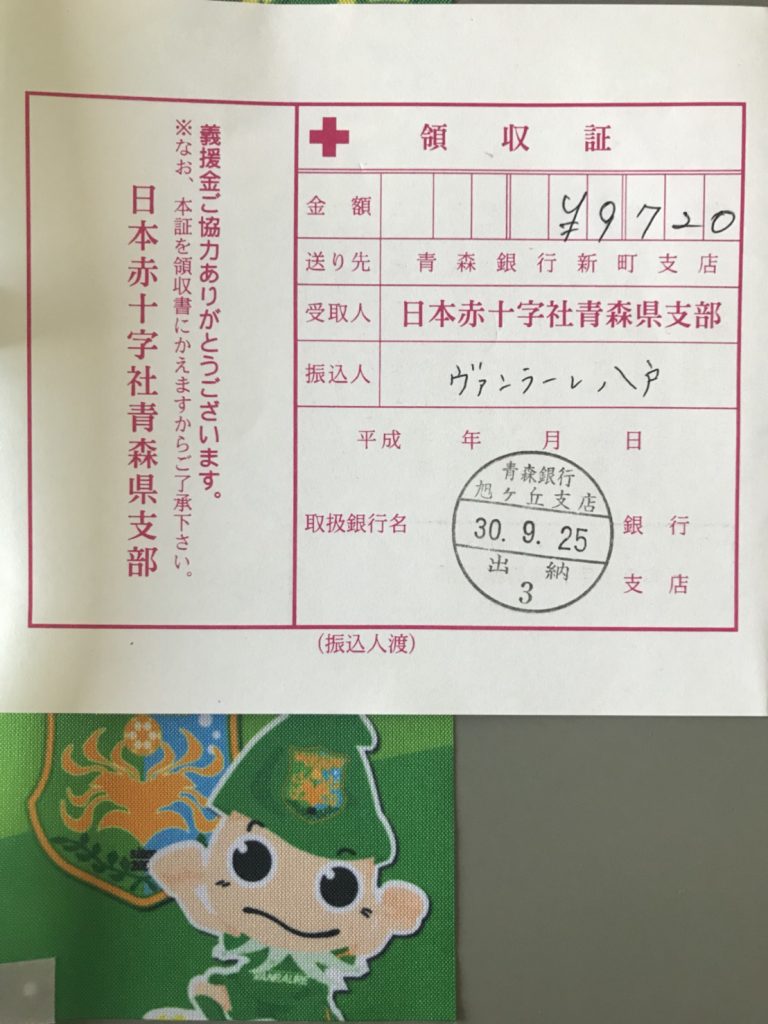 領収証
金額 ¥9720
送り先 青森銀行新町支店
受取人 日本赤十字社青森県支部
振込人 ヴァンラーレ八戸
平成 年 月 日
取扱銀行名 銀行
支店
青森銀行
旭ヶ丘支店
30.9.25
出納
3
義援金ご協力ありがとうございます。
※なお、本証を領収書にかえますからご了承下さい。
日本赤十字社青森県支部
(振込人渡)
VANRAURE